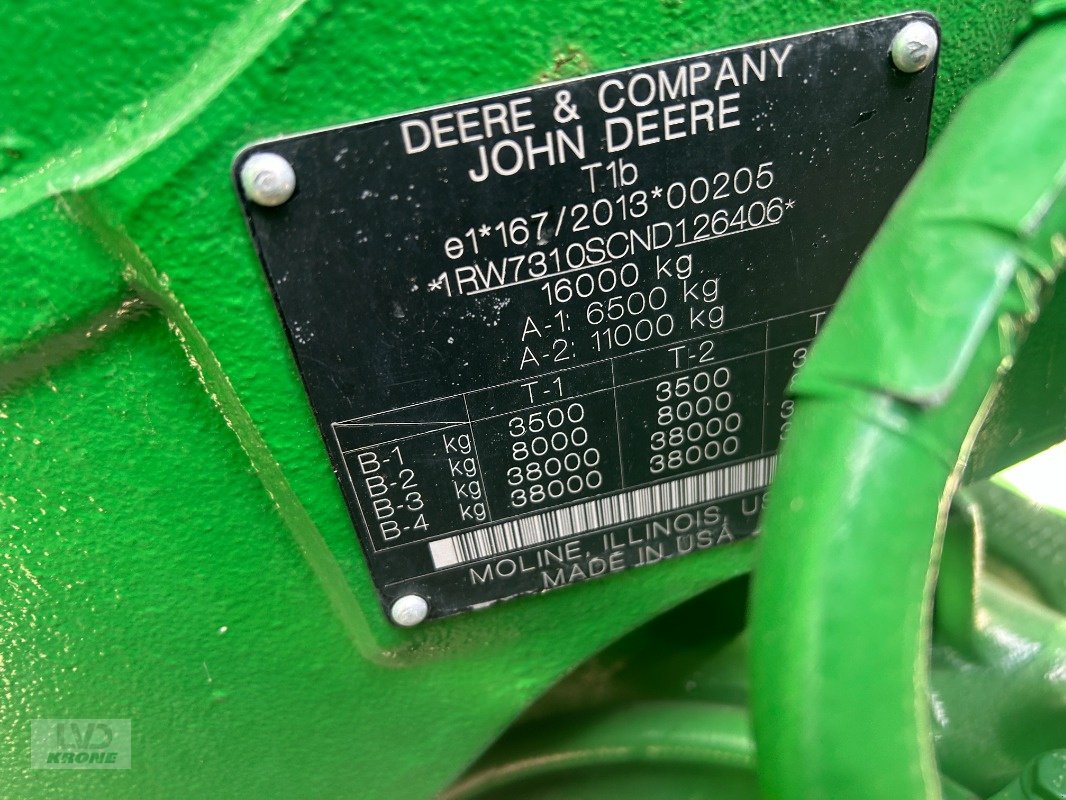 DEERE & COMPANY
JOHN DEERE
T1b
e1*167/2013*00205
*1RW7310SCND126406*
16000 kg
A-1: 6500 kg
A-2: 11000 kg
T-1 T-2
B-1 kg 3500 3500
B-2 kg 8000 8000
B-3 kg 38000 38000
B-4 kg 38000 38000
MOLINE, ILLINOIS,
MADE IN USA
LVD
KRONE